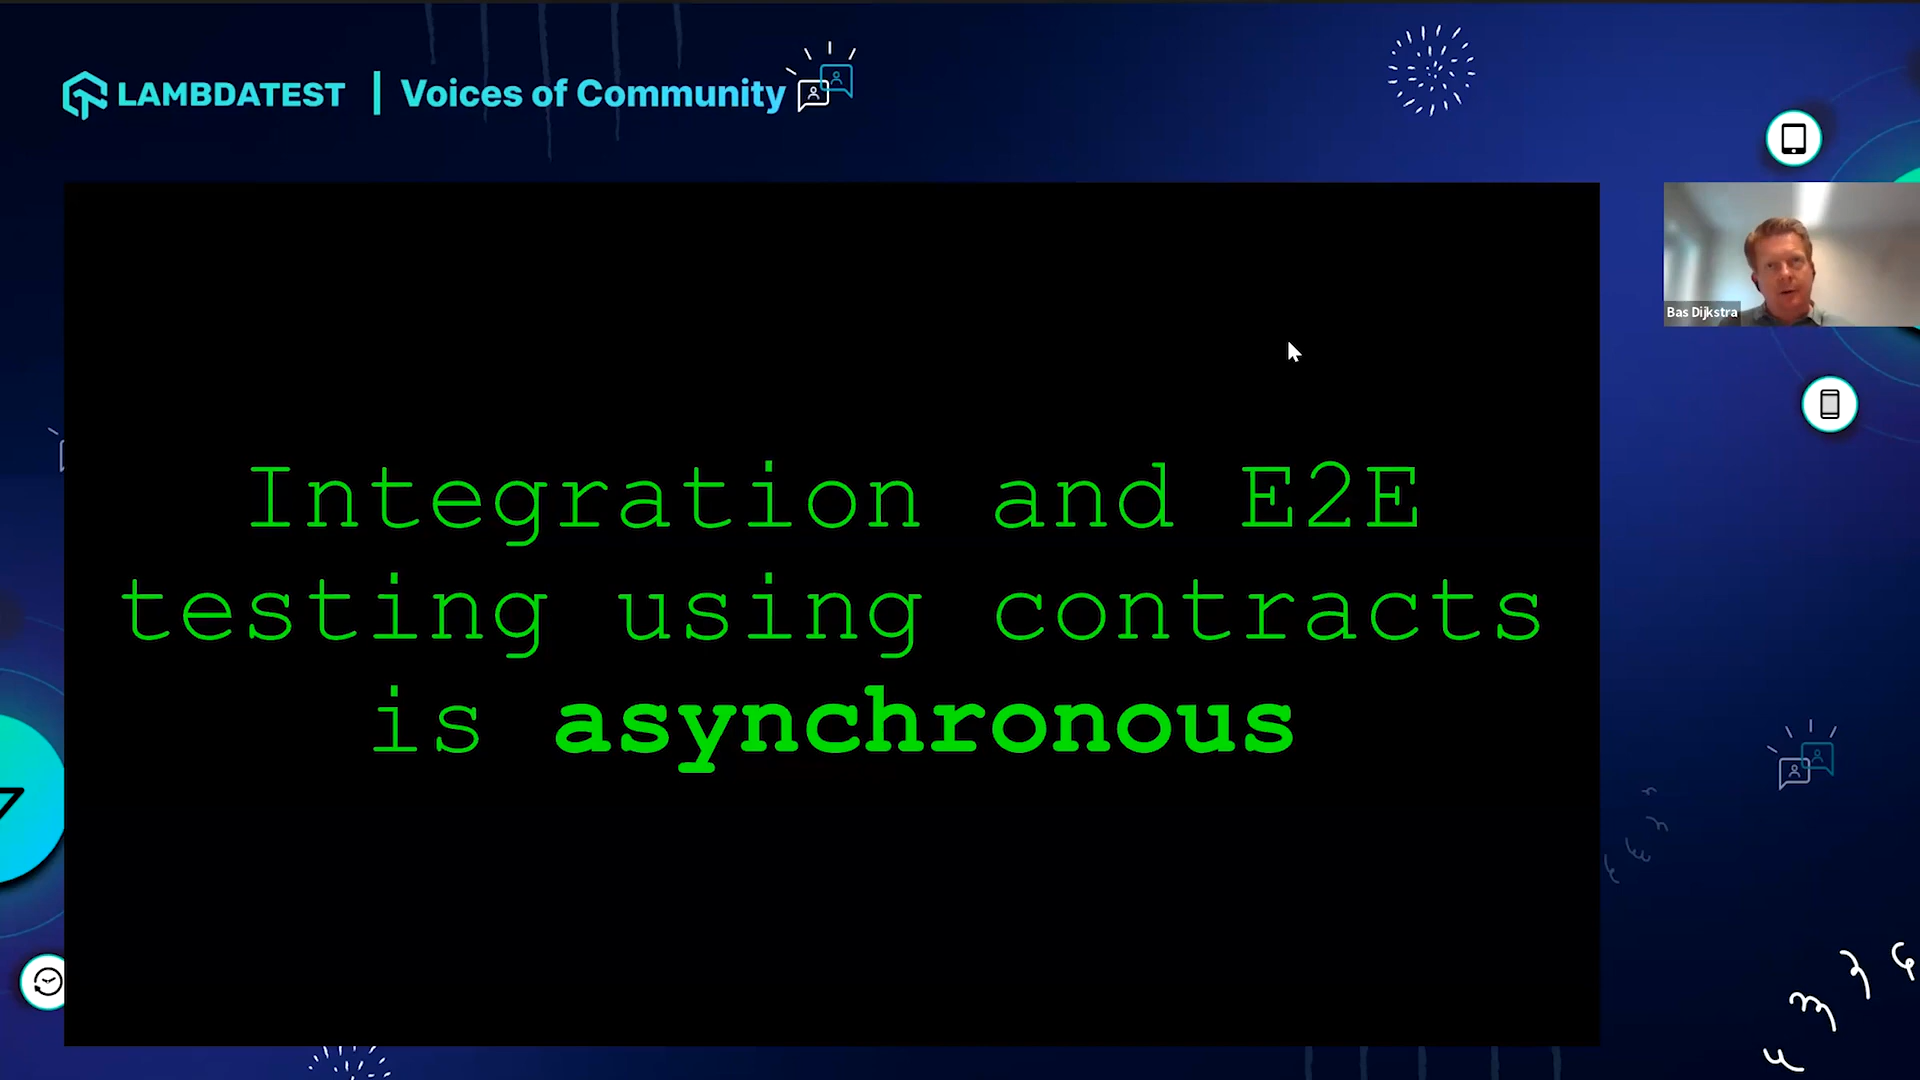 LAMBDATEST | Voices of Community
Bas Dijkstra
Integration and E2E
testing using contracts
is asynchronous